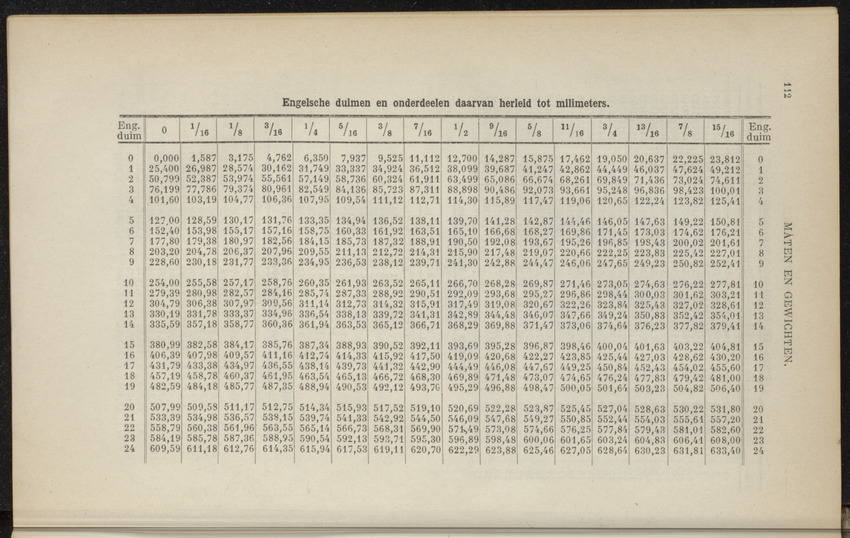 112
MATEN EN GEWICHTEN.
Engelsche duimen en onderdeelen daarvan herleid tot milimeters.
Eng. duim 0 1/16 1/8 3/16 1/4 5/16 3/8 7/16 1/2 9/16 5/8 11/16 3/4 13/16 7/8 15/16 Eng. duim
0 0,000 1,587 3,175 4,762 6,350 7,937 9,525 11,112 12,700 14,287 15,875 17,462 19,050 20,637 22,225 23,812 0
1 25,400 26,987 28,574 30,162 31,749 33,337 34,924 36,512 38,099 39,687 41,247 42,862 44,449 46,037 47,624 49,212 1
2 50,799 52,387 53,974 55,561 57,149 58,736 60,324 61,911 63,499 65,086 66,674 68,261 69,849 71,436 73,024 74,611 2
3 76,199 77,786 79,374 80,961 82,549 84,136 85,723 87,311 88,898 90,486 92,073 93,661 95,248 96,836 98,423 100,01 3
4 101,60 103,19 104,77 106,36 107,95 109,54 111,12 112,71 114,30 115,89 117,47 119,06 120,65 122,24 123,82 125,41 4
5 127,00 128,59 130,17 131,76 133,35 134,94 136,52 138,11 139,70 141,28 142,87 144,46 146,05 147,63 149,22 150,81 5
6 152,40 153,98 155,17 157,16 158,75 160,33 161,92 163,51 165,10 166,68 168,27 169,86 171,45 173,03 174,62 176,21 6
7 177,80 179,38 180,97 182,56 184,15 185,73 187,32 188,91 190,50 192,08 193,67 195,26 196,85 198,43 200,02 201,61 7
8 203,20 204,78 206,37 207,96 209,55 211,13 212,72 214,31 215,90 217,48 219,07 220,66 222,25 223,83 225,42 227,01 8
9 228,60 230,18 231,77 233,36 234,95 236,53 238,12 239,71 241,30 242,88 244,47 246,06 247,65 249,23 250,82 252,41 9
10 254,00 255,58 257,17 258,76 260,35 261,93 263,52 265,11 266,70 268,28 269,87 271,46 273,05 274,63 276,22 277,81 10
11 279,39 280,98 282,57 284,16 285,74 287,33 288,92 290,51 292,09 293,68 295,27 296,86 298,44 300,03 301,62 303,21 11
12 304,79 306,38 307,97 309,56 311,14 312,73 314,32 315,91 317,49 319,08 320,67 322,26 323,84 325,43 327,02 328,61 12
13 330,19 331,78 333,37 334,96 336,54 338,13 339,72 341,31 342,89 344,48 346,07 347,66 349,24 350,83 352,42 354,01 13
14 335,59 357,18 358,77 360,36 361,94 363,53 365,12 366,71 368,29 369,88 371,47 373,06 374,64 376,23 377,82 379,41 14
15 380,99 382,58 384,17 385,76 387,34 388,93 390,52 392,11 393,69 395,28 396,87 398,46 400,04 401,63 403,22 404,81 15
16 406,39 407,98 409,57 411,16 412,74 414,33 415,92 417,50 419,09 420,68 422,27 423,85 425,44 427,03 428,62 430,20 16
17 431,79 433,38 434,97 436,55 438,14 439,73 441,32 442,90 444,49 446,08 447,67 449,25 450,84 452,43 454,02 455,60 17
18 457,19 458,78 460,37 461,95 463,54 465,13 466,72 468,30 469,89 471,48 473,07 474,65 476,24 477,83 479,42 481,00 18
19 482,59 484,18 485,77 487,35 488,94 490,53 492,12 493,70 495,29 496,88 498,47 500,05 501,64 503,23 504,82 506,40 19
20 507,99 509,58 511,17 512,75 514,34 515,93 517,52 519,10 520,69 522,28 523,87 525,45 527,04 528,63 530,22 531,80 20
21 533,39 534,98 536,57 538,15 539,74 541,33 542,92 544,50 546,09 547,68 549,27 550,85 552,44 554,03 555,61 557,20 21
22 558,79 560,38 561,96 563,55 565,14 566,73 568,31 569,90 571,49 573,08 574,66 576,25 577,84 579,43 581,01 582,60 22
23 584,19 585,78 587,36 588,95 590,54 592,13 593,71 595,30 596,89 598,48 600,06 601,65 603,24 604,83 606,41 608,00 23
24 609,59 611,18 612,76 614,35 615,94 617,53 619,11 620,70 622,29 623,88 625,46 627,05 628,64 630,23 631,81 633,40 24